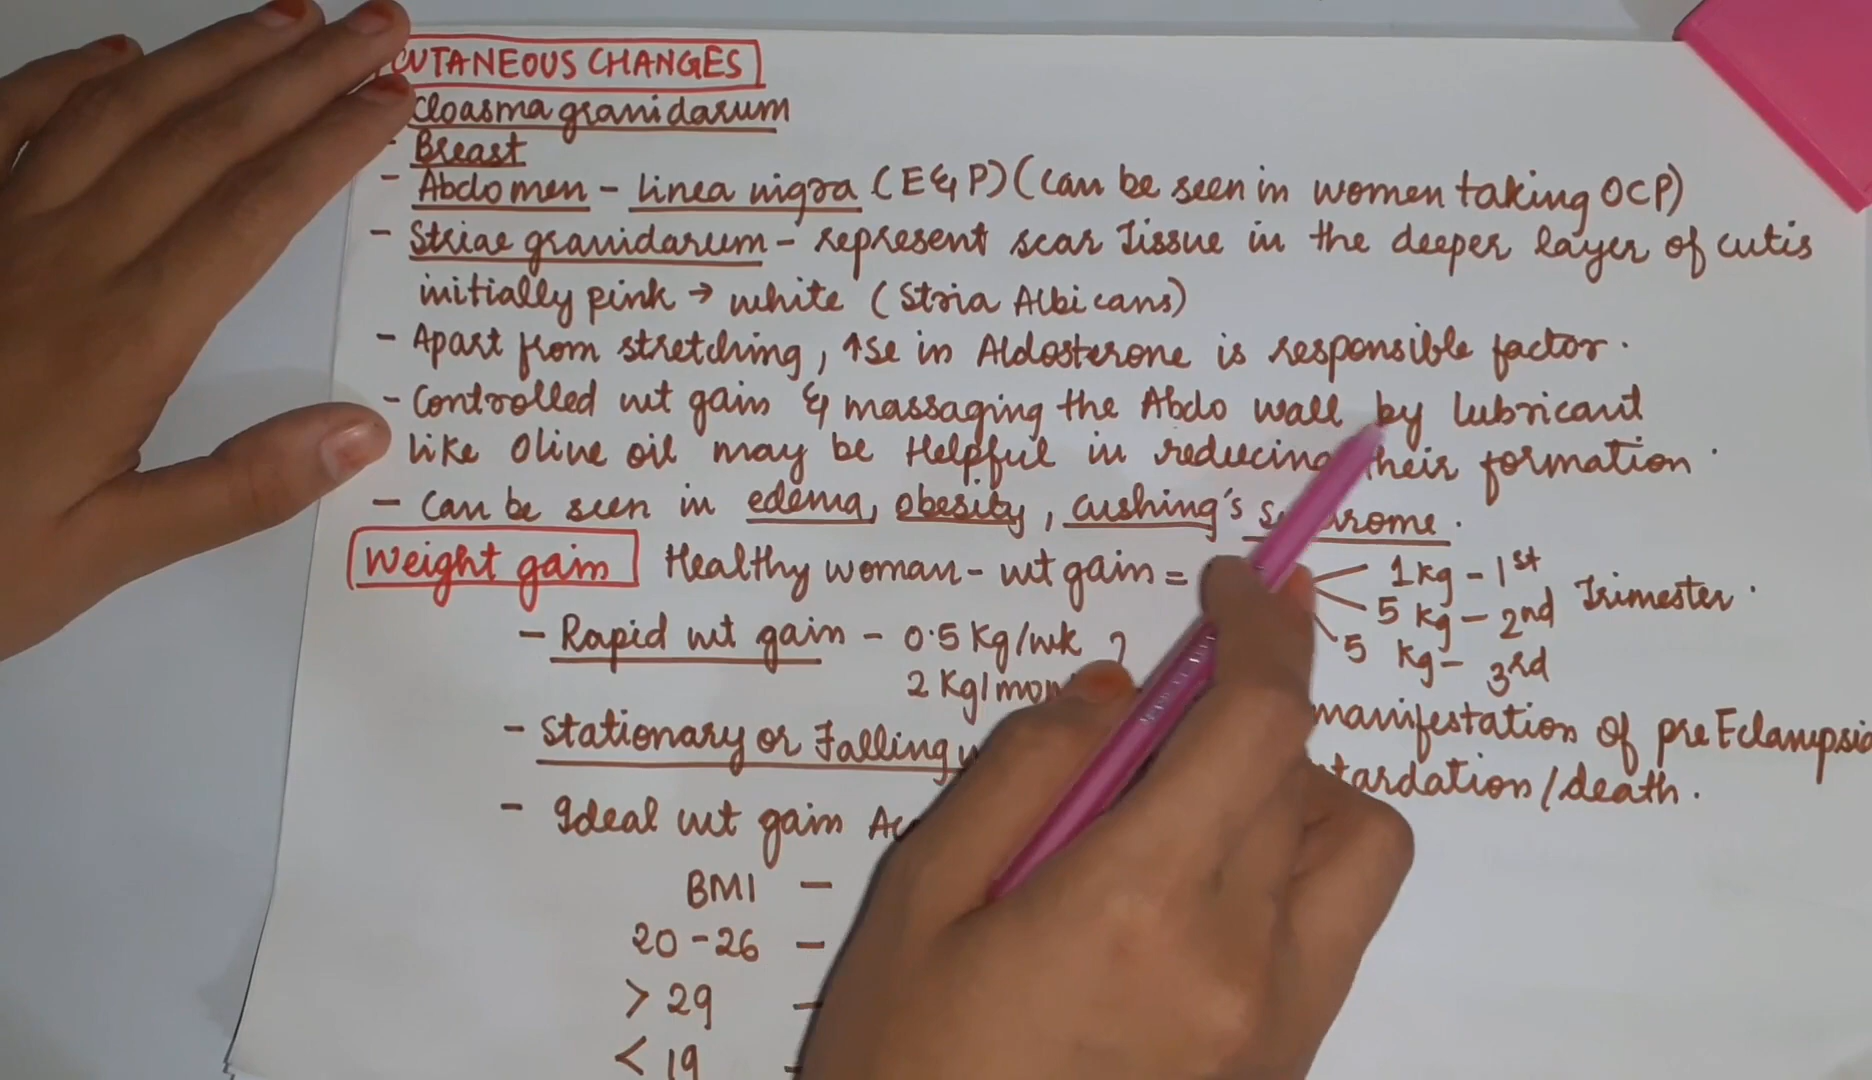 CUTANEOUS CHANGES
Cloasma gravidarum
- Breast
- Abdomen - linea nigra (E & P) (can be seen in women taking OCP)
- Striae gravidarum - represent scar tissue in the deeper layer of cutis
initially pink → white (Stria Albicans)
- Apart from stretching, ↑se in Aldosterone is responsible factor.
- Controlled wt gain & massaging the Abdo wall by lubricant
like Olive oil may be Helpful in reducing their formation.
- Can be seen in edema, obesity, cushing's syndrome.
Weight gain Healthy woman - wt gain = 1kg - 1st
5 kg - 2nd Trimester.
5 kg - 3rd
- Rapid wt gain - 0.5 Kg/wk
2 Kg/mon
manifestation of pre Eclampsia
- Stationary or Falling
/death.
- Ideal wt gain
BMI -
20-26 -
> 29 -
< 19 -